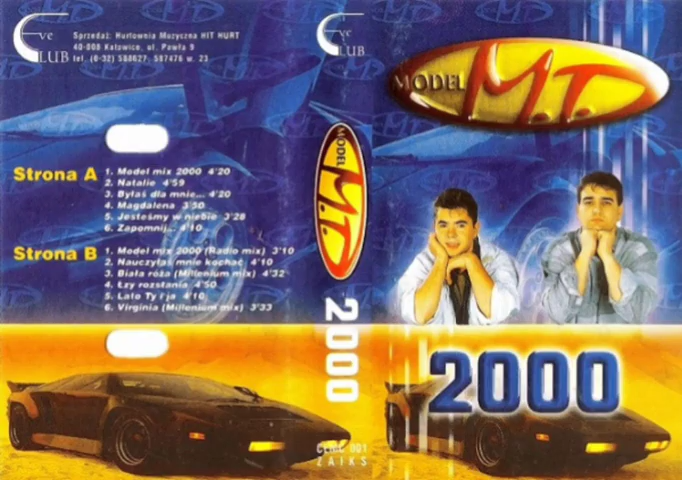 Eve CLUB
Sprzedaż: Hurtownia Muzyczna HIT HURT
40-008 Katowice, ul. Pawła 9
tel. (0-32) 588627, 587476 w. 23
Strona A
1. Model mix 2000 4'20
2. Natalie 4'59
3. Byłaś dla mnie... 4'20
4. Magdalena 3'50
5. Jesteśmy w niebie 3'28
6. Zapomnij... 4'10
Strona B
1. Model mix 2000 (Radio mix) 3'10
2. Nauczyłaś mnie kochać 4'10
3. Biała róża (Millenium mix) 4'32
4. Łzy rozstania 4'50
5. Lato Ty i ja 4'10
6. Virginia (Millenium mix) 3'33
MODEL M.T.
2000
001
ZAIKS
Eve CLUB
MODEL M.T.
2000